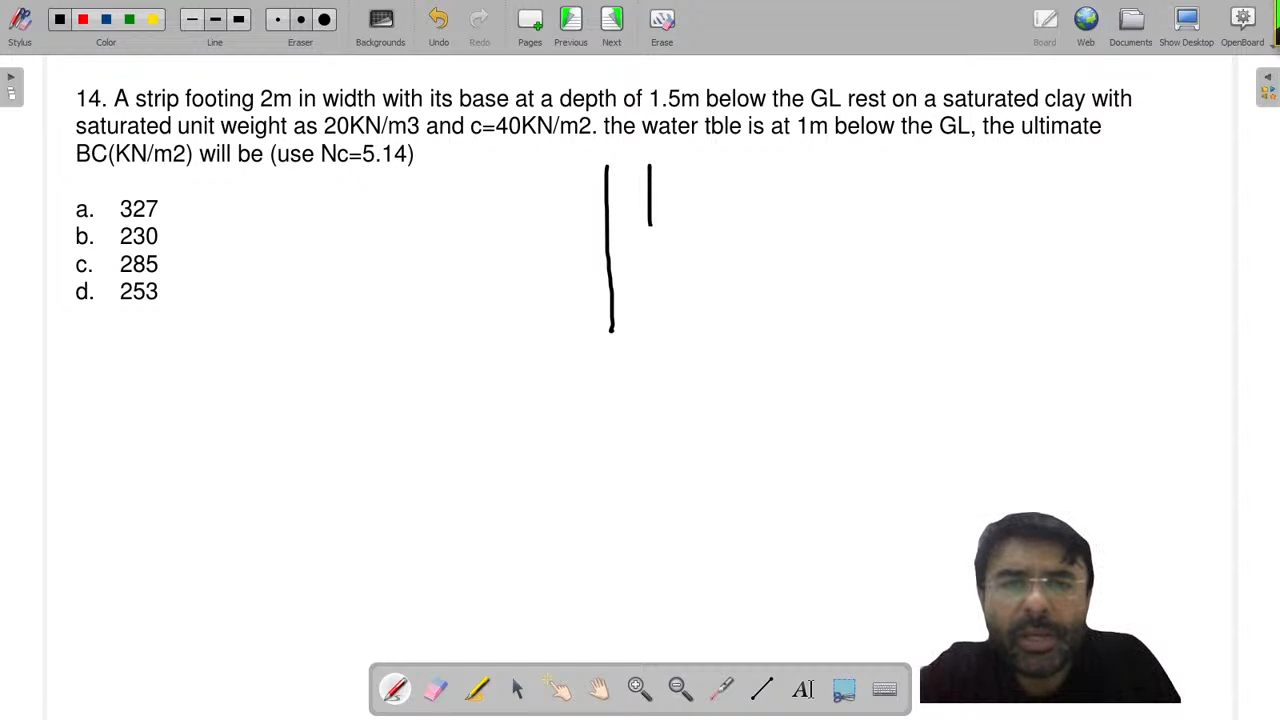 Stylus
Color
Line
Eraser
Backgrounds
Undo
Redo
Pages
Previous
Next
Erase
Board
Web
Documents
Show Desktop
OpenBoard
14. A strip footing 2m in width with its base at a depth of 1.5m below the GL rest on a saturated clay with
saturated unit weight as 20KN/m3 and c=40KN/m2. the water tble is at 1m below the GL, the ultimate
BC(KN/m2) will be (use Nc=5.14)
a. 327
b. 230
c. 285
d. 253